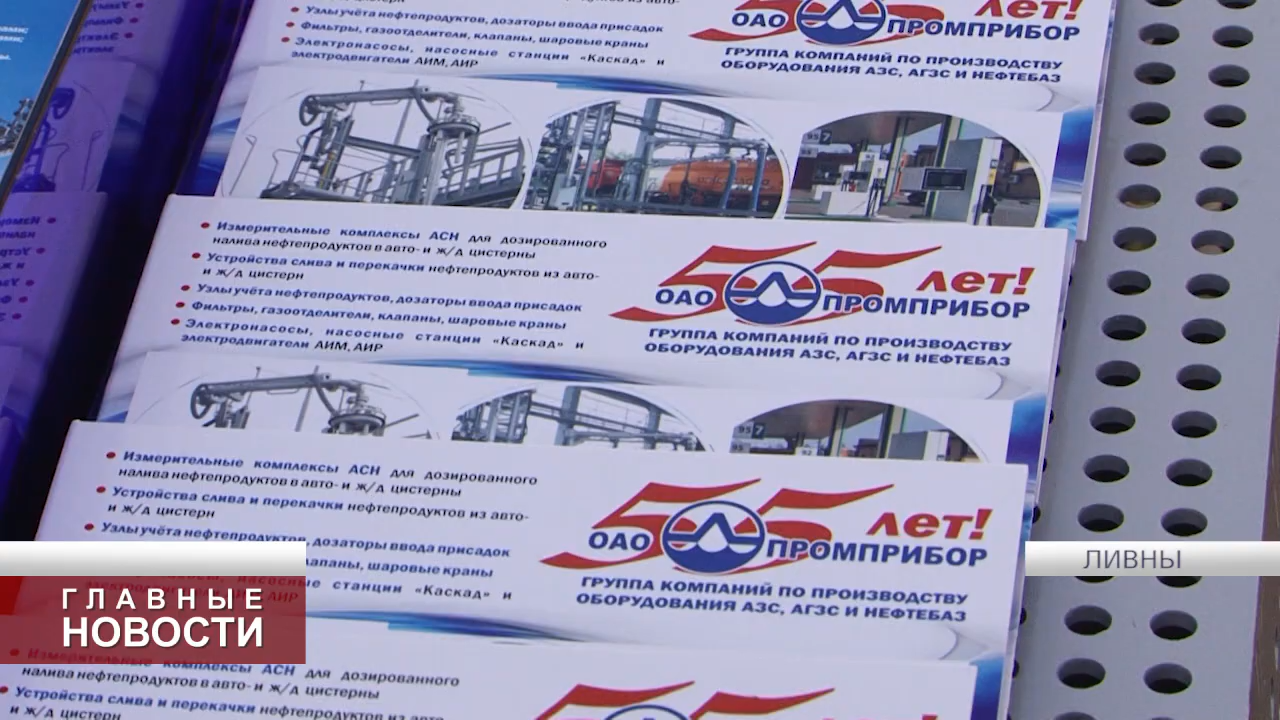 Узлы учёта нефтепродуктов, дозаторы ввода присадок
Фильтры, газоотделители, клапаны, шаровые краны
Электронасосы, насосные станции «Каскад» и
электродвигатели АИМ, АИР
55 лет!
ОАО ПРОМПРИБОР
ГРУППА КОМПАНИЙ ПО ПРОИЗВОДСТВУ
ОБОРУДОВАНИЯ АЗС, АГЗС И НЕФТЕБАЗ
Измерительные комплексы АСН для дозированного
налива нефтепродуктов в авто- и ж/д цистерны
Устройства слива и перекачки нефтепродуктов из авто-
и ж/д цистерн
Узлы учёта нефтепродуктов, дозаторы ввода присадок
Фильтры, газоотделители, клапаны, шаровые краны
Электронасосы, насосные станции «Каскад» и
электродвигатели АИМ, АИР
55 лет!
ОАО ПРОМПРИБОР
ГРУППА КОМПАНИЙ ПО ПРОИЗВОДСТВУ
ОБОРУДОВАНИЯ АЗС, АГЗС И НЕФТЕБАЗ
Измерительные комплексы АСН для дозированного
налива нефтепродуктов в авто- и ж/д цистерны
Устройства слива и перекачки нефтепродуктов из авто-
и ж/д цистерн
Узлы учёта нефтепродуктов, дозаторы ввода присадок
клапаны, шаровые краны
насосные станции «Каскад» и
55 лет!
ОАО ПРОМПРИБОР
ГРУППА КОМПАНИЙ ПО ПРОИЗВОДСТВУ
ОБОРУДОВАНИЯ АЗС, АГЗС И НЕФТЕБАЗ
ЛИВНЫ
ГЛАВНЫЕ
НОВОСТИ
Измерительные комплексы АСН для дозированного
налива нефтепродуктов в авто- и ж/д цистерны
Устройства слива и перекачки нефтепродуктов из авто-
и ж/д цистерн
55